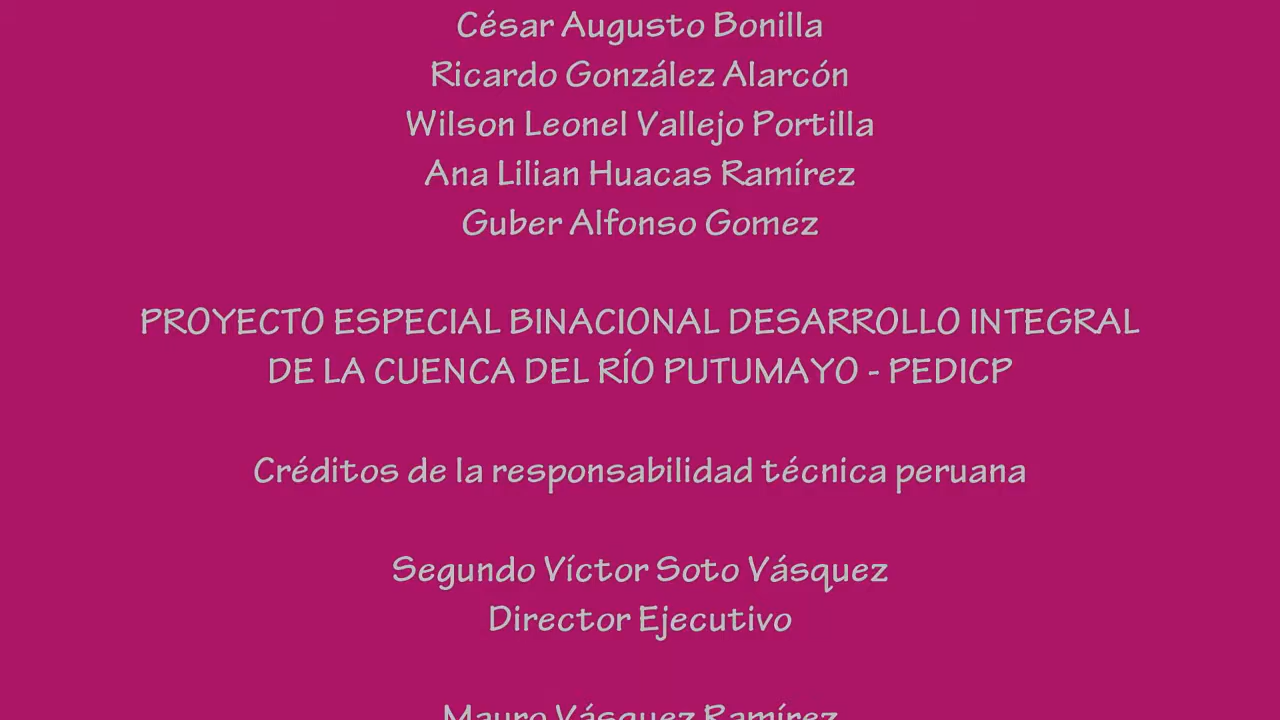 César Augusto Bonilla
Ricardo González Alarcón
Wilson Leonel Vallejo Portilla
Ana Lilian Huacas Ramírez
Guber Alfonso Gomez
PROYECTO ESPECIAL BINACIONAL DESARROLLO INTEGRAL
DE LA CUENCA DEL RÍO PUTUMAYO - PEDICP
Créditos de la responsabilidad técnica peruana
Segundo Víctor Soto Vásquez
Director Ejecutivo
Mauro Vásquez Ramírez